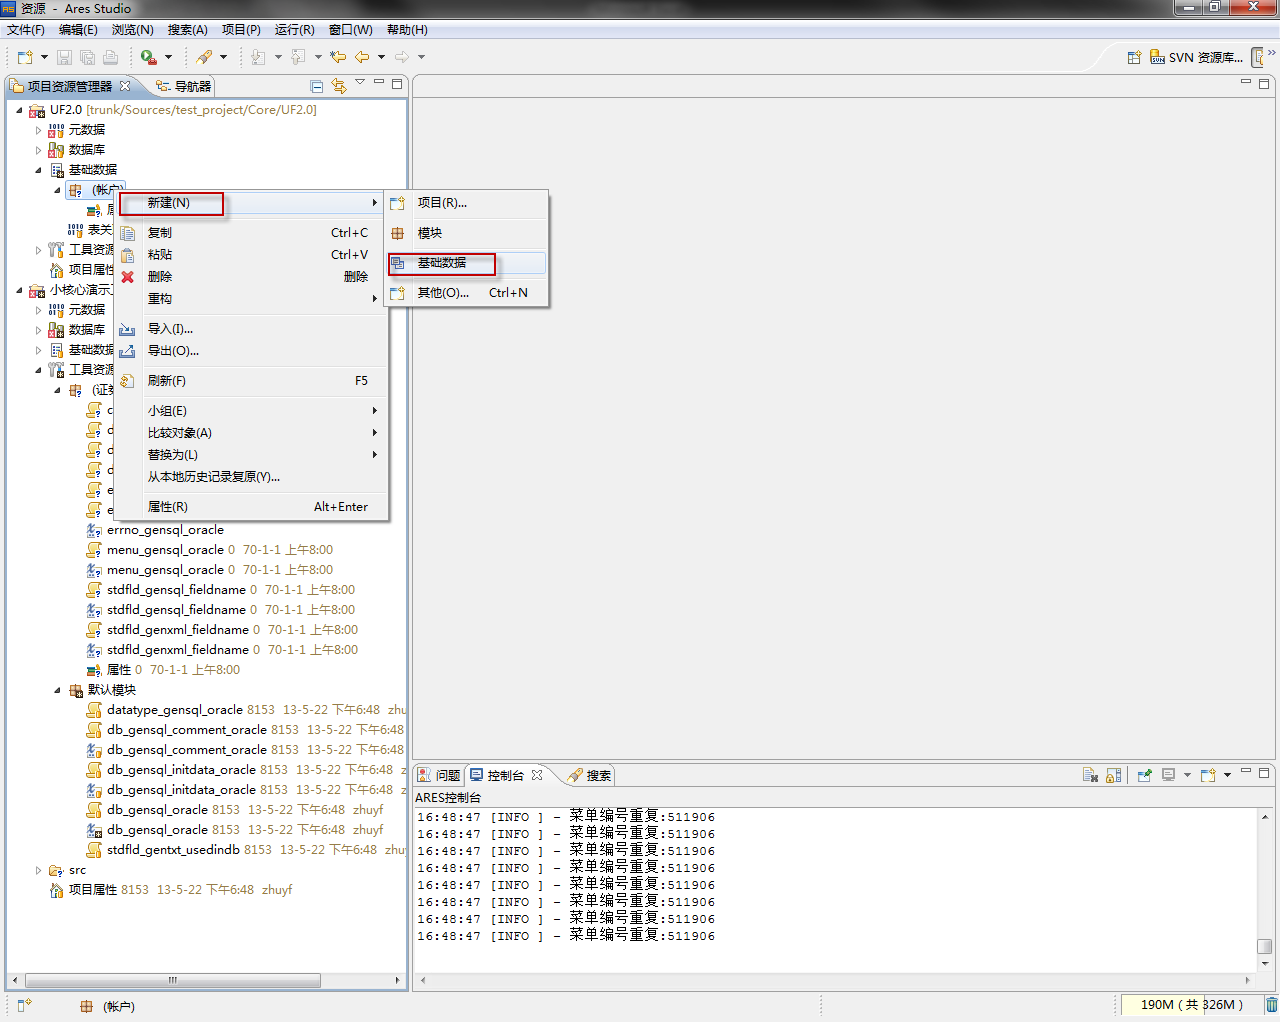 资源 - Ares Studio
文件(F) 编辑(E) 浏览(N) 搜索(A) 项目(P) 运行(R) 窗口(W) 帮助(H)
SVN 资源库...
项目资源管理器 导航器
UF2.0 [trunk/Sources/test_project/Core/UF2.0]
元数据
数据库
基础数据
(帐户)
表关
工具资源
项目属性
小核心演示
元数据
数据库
基础数据
工具资源
(证
errno_gensql_oracle
menu_gensql_oracle 0 70-1-1 上午8:00
menu_gensql_oracle 0 70-1-1 上午8:00
stdfld_gensql_fieldname 0 70-1-1 上午8:00
stdfld_gensql_fieldname 0 70-1-1 上午8:00
stdfld_genxml_fieldname 0 70-1-1 上午8:00
stdfld_genxml_fieldname 0 70-1-1 上午8:00
属性 0 70-1-1 上午8:00
默认模块
datatype_gensql_oracle 8153 13-5-22 下午6:48 zhu
db_gensql_comment_oracle 8153 13-5-22 下午6:48
db_gensql_comment_oracle 8153 13-5-22 下午6:48
db_gensql_initdata_oracle 8153 13-5-22 下午6:48 z
db_gensql_initdata_oracle 8153 13-5-22 下午6:48 z
db_gensql_oracle 8153 13-5-22 下午6:48 zhuyf
db_gensql_oracle 8153 13-5-22 下午6:48 zhuyf
stdfld_gentxt_usedindb 8153 13-5-22 下午6:48 zhu
src
项目属性 8153 13-5-22 下午6:48 zhuyf
新建(N)
复制 Ctrl+C
粘贴 Ctrl+V
删除 删除
重构
导入(I)...
导出(O)...
刷新(F) F5
小组(E)
比较对象(A)
替换为(L)
从本地历史记录复原(Y)...
属性(R) Alt+Enter
项目(R)...
模块
基础数据
其他(O)... Ctrl+N
问题 控制台 搜索
ARES控制台
16:48:47 [INFO ] - 菜单编号重复:511906
16:48:47 [INFO ] - 菜单编号重复:511906
16:48:47 [INFO ] - 菜单编号重复:511906
16:48:47 [INFO ] - 菜单编号重复:511906
16:48:47 [INFO ] - 菜单编号重复:511906
16:48:47 [INFO ] - 菜单编号重复:511906
16:48:47 [INFO ] - 菜单编号重复:511906
16:48:47 [INFO ] - 菜单编号重复:511906
(帐户)
190M ( 共 326M )